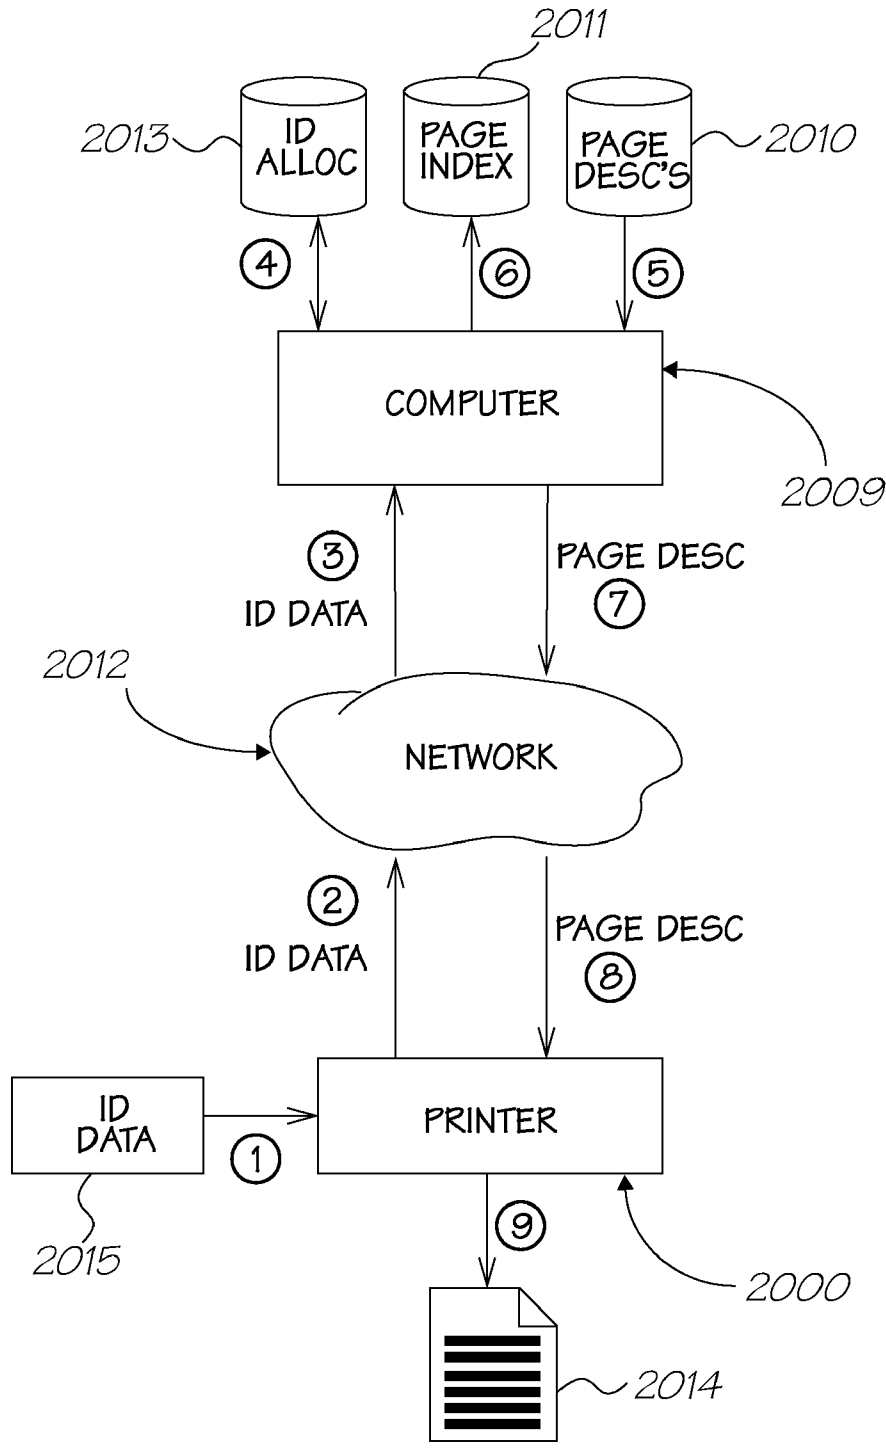 2011
2013
ID
ALLOC
PAGE
INDEX
PAGE
DESC'S
2010
4
6
5
COMPUTER
2009
3
ID DATA
PAGE DESC
7
2012
NETWORK
2
ID DATA
PAGE DESC
8
ID
DATA
1
PRINTER
2015
9
2000
2014